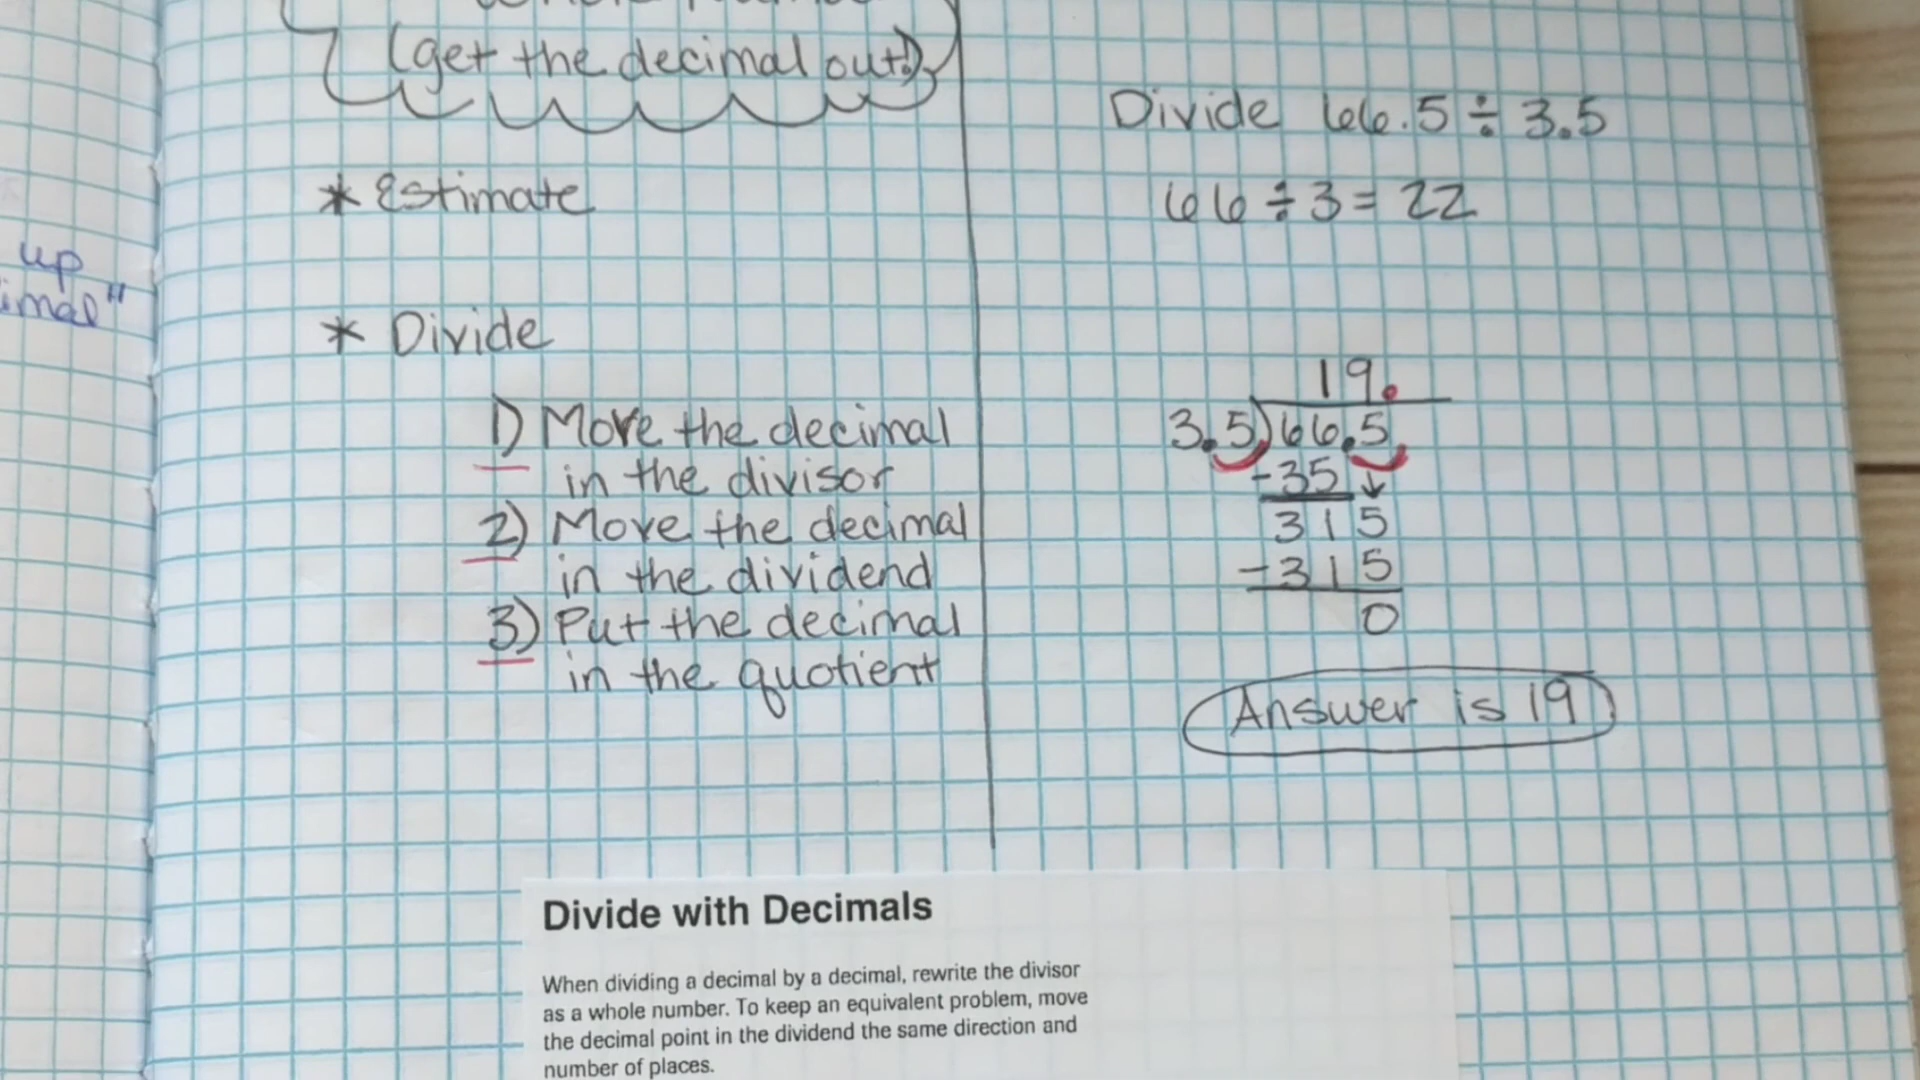 (get the decimal out!)
* Estimate
up
* Divide
1) Move the decimal
in the divisor
2) Move the decimal
in the dividend
3) Put the decimal
in the quotient
Divide 66.5 ÷ 3.5
66 ÷ 3 = 22
19.
3.5)66.5
-35
315
-315
0
Answer is 19
Divide with Decimals
When dividing a decimal by a decimal, rewrite the divisor
as a whole number. To keep an equivalent problem, move
the decimal point in the dividend the same direction and
number of places.